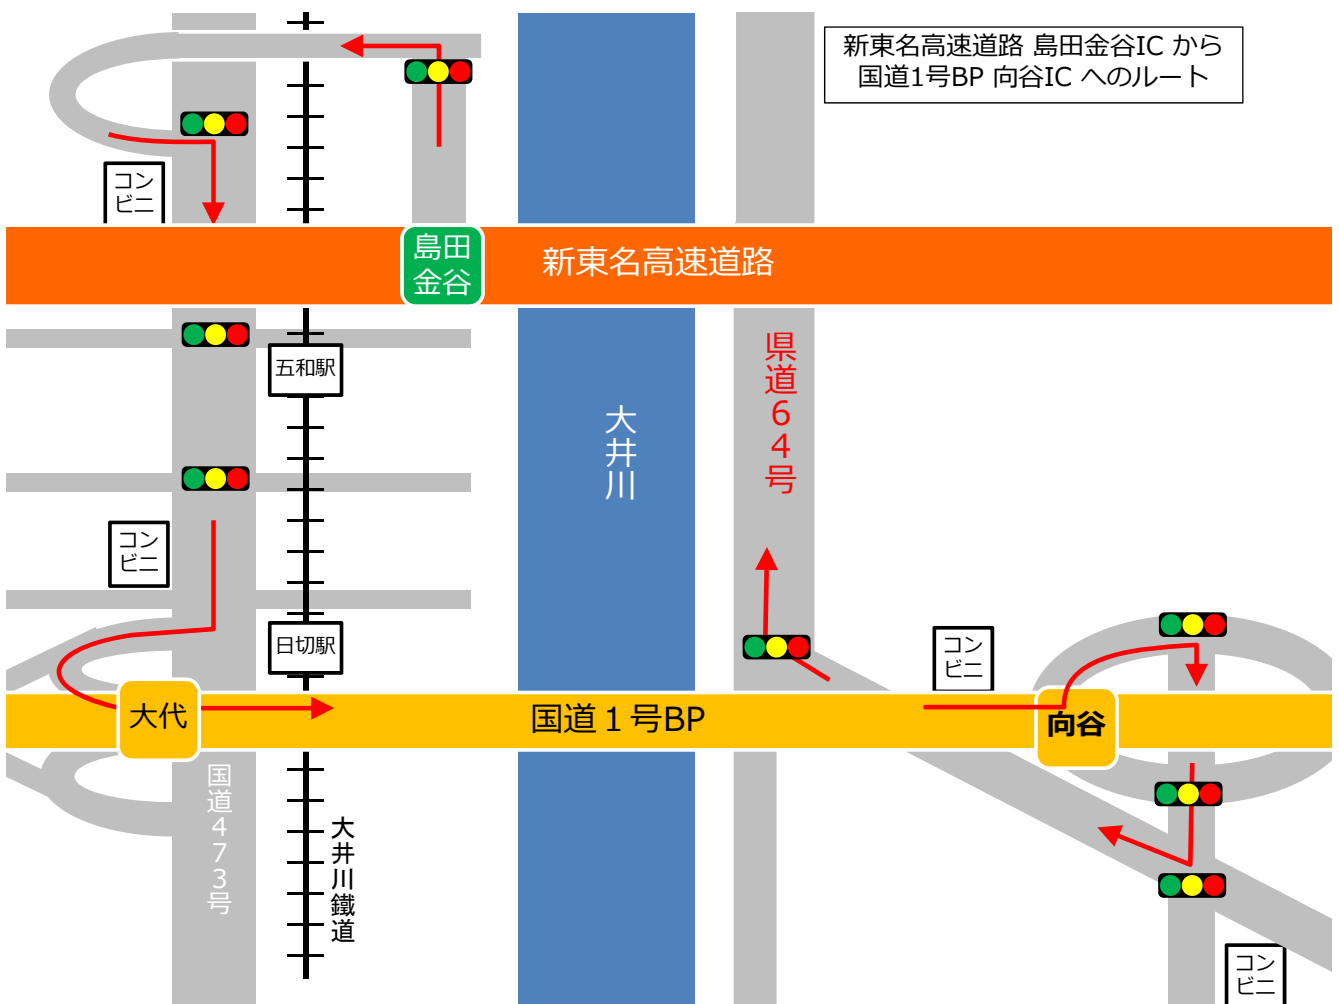 新東名高速道路 島田金谷IC から
国道1号BP 向谷IC へのルート
コン
ビニ
島田
金谷
新東名高速道路
五和駅
県道64号
大井川
コン
ビニ
日切駅
コン
ビニ
大代
国道1号BP
向谷
国道473号
大井川鐵道
コン
ビニ